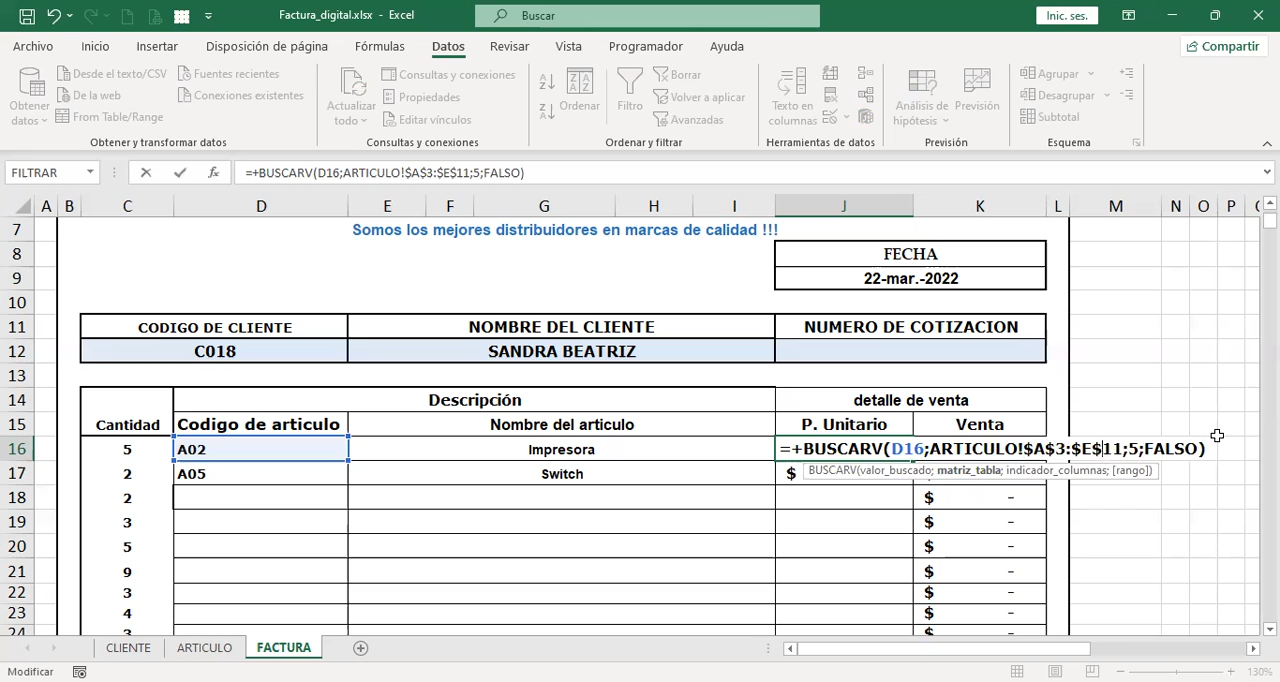 Factura_digital.xlsx - Excel
Buscar
Inic. ses.
Archivo Inicio Insertar Disposición de página Fórmulas Datos Revisar Vista Programador Ayuda
Compartir
Obtener datos
Desde el texto/CSV
De la web
From Table/Range
Fuentes recientes
Conexiones existentes
Obtener y transformar datos
Actualizar todo
Consultas y conexiones
Propiedades
Editar vínculos
Consultas y conexiones
Ordenar
Filtro
Borrar
Volver a aplicar
Avanzadas
Ordenar y filtrar
Texto en columnas
Herramientas de datos
Análisis de hipótesis
Previsión
Previsión
Agrupar
Desagrupar
Subtotal
Esquema
FILTRAR
=+BUSCARV(D16;ARTICULO!$A$3:$E$11;5;FALSO)
A B C D E F G H I J K L M N O P
7 Somos los mejores distribuidores en marcas de calidad !!!
8 FECHA
9 22-mar.-2022
10
11 CODIGO DE CLIENTE NOMBRE DEL CLIENTE NUMERO DE COTIZACION
12 C018 SANDRA BEATRIZ
13
14 Descripción detalle de venta
15 Cantidad Codigo de articulo Nombre del articulo P. Unitario Venta
16 5 A02 Impresora =+BUSCARV(D16;ARTICULO!$A$3:$E$11;5;FALSO)
BUSCARV(valor_buscado; matriz_tabla; indicador_columnas; [rango])
17 2 A05 Switch $
18 2 $ -
19 3 $ -
20 5 $ -
21 9 $ -
22 3 $ -
23 4 $ -
24 3 $ -
CLIENTE ARTICULO FACTURA
Modificar
130%